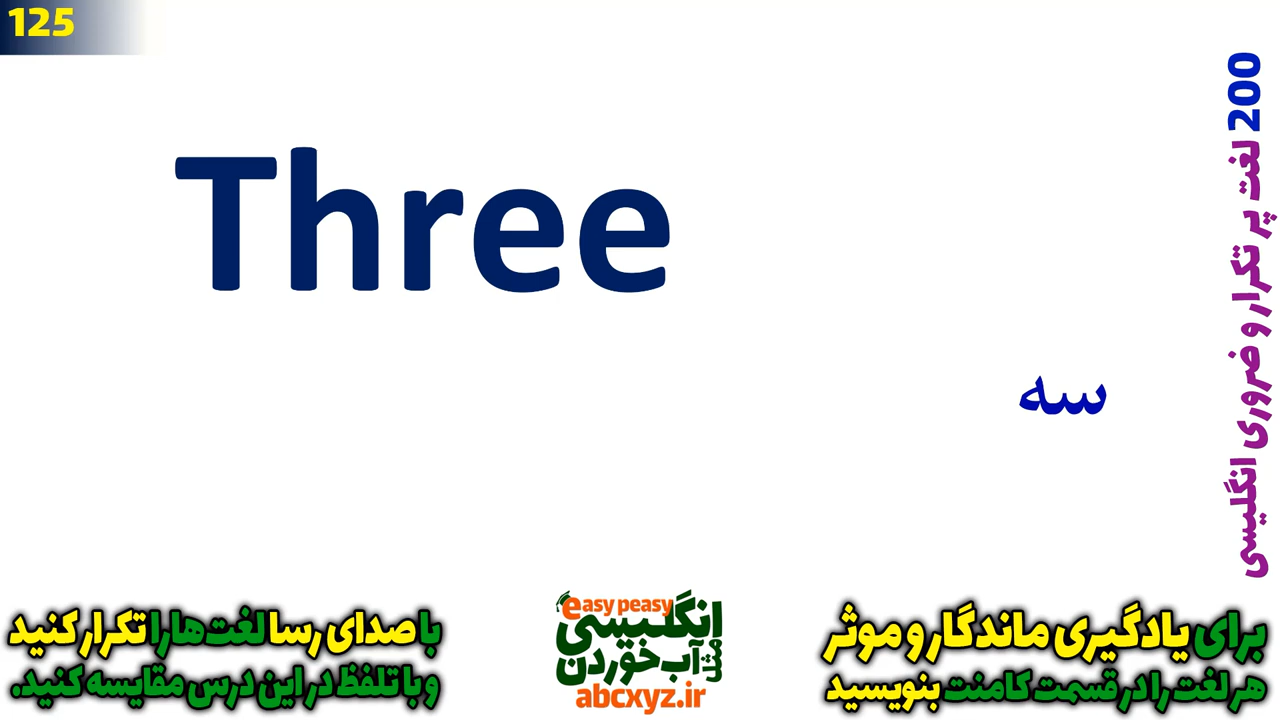 125
Three
سه
200 لغت پر تکرار و ضروری انگلیسی
برای یادگیری ماندگار و موثر
هر لغت را در قسمت کامنت بنویسید
easy peasy
انگلیسی
مثل آب خوردن
abcxyz.ir
با صدای رسا لغت‌ها را تکرار کنید
و با تلفظ در این درس مقایسه کنید.